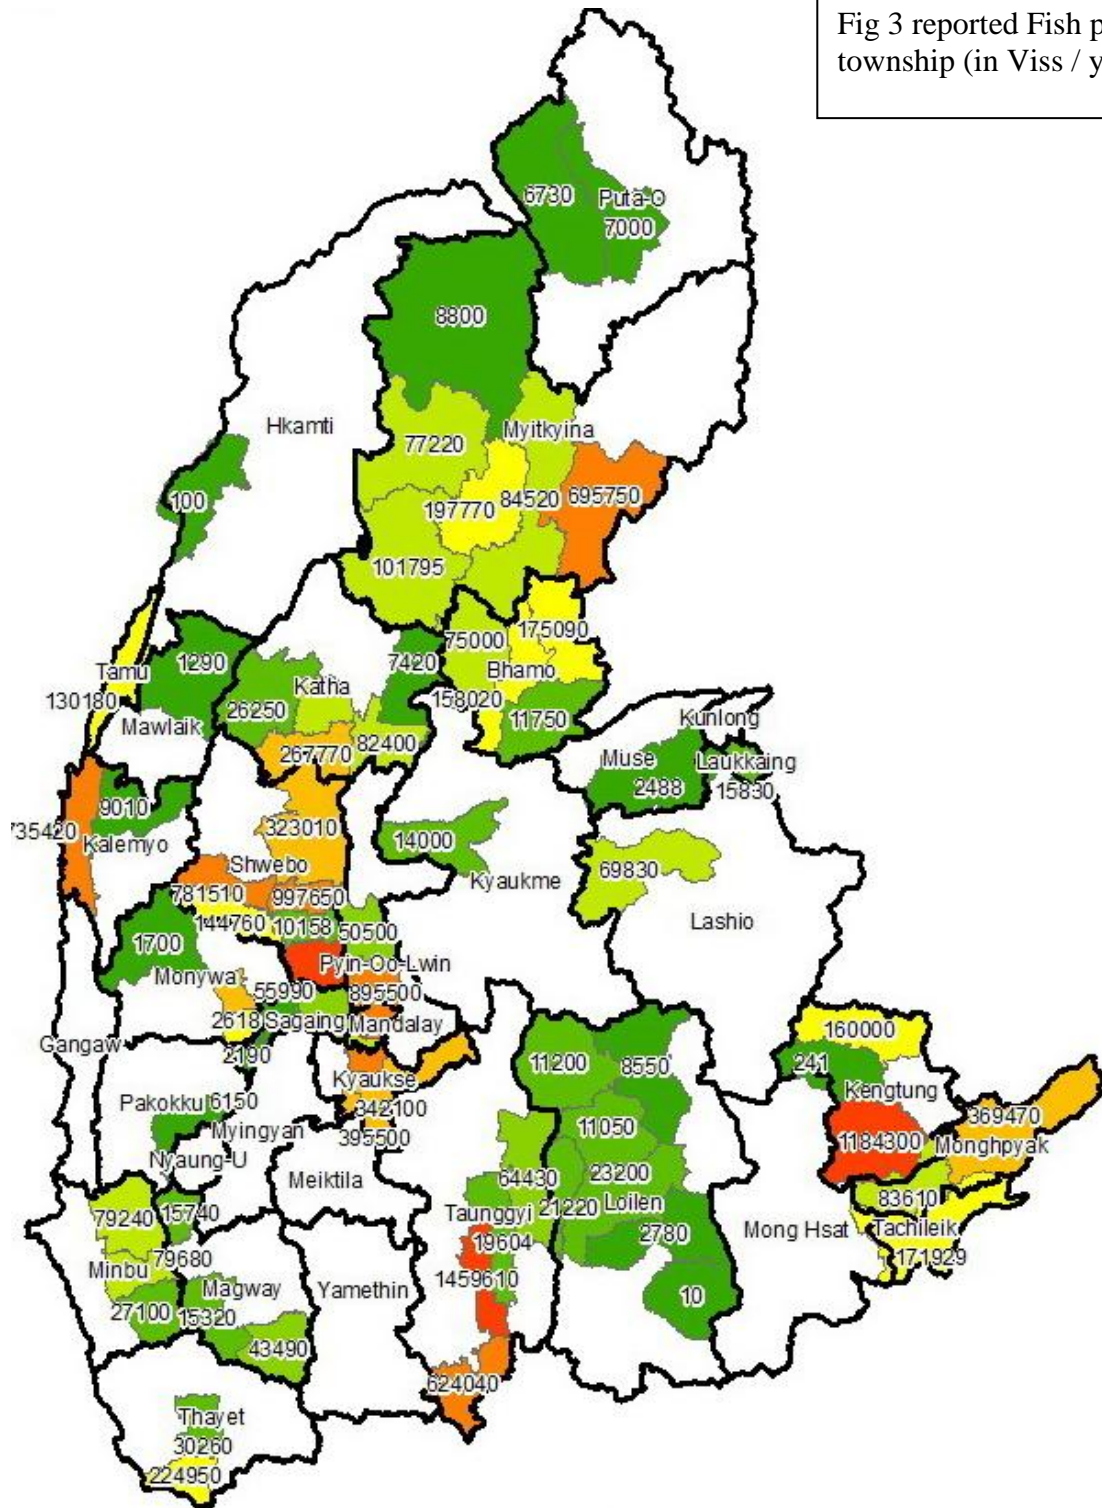 Fig 3 reported Fish p
township (in Viss / y
6730
Puta-O
7000
8800
Hkamti
77220
Myitkyina
100
197770
84520
695750
101795
75000
175090
Tamu
1290
7420
Bhamo
130180
Katha
158020
Mawlaik
26250
11750
Kunlong
267770
82400
Muse
Laukkaing
2488
15830
9010
735420
Kalemyo
323010
14000
Shwebo
69830
Kyaukme
781510
997650
144760
10158
50500
Lashio
1700
Pyin-Oo-Lwin
Monywa
55990
895500
2618
Sagaing
Mandalay
160000
Gangaw
2190
11200
8550
241
Kyaukse
Kengtung
Pakokku
6150
342100
369470
Myingyan
395500
11050
1184300
Monghpyak
Nyaung-U
Meiktila
64430
23200
79240
15740
Taunggyi
21220
Loilen
83610
Mong Hsat
Tachileik
79680
19604
2780
171929
Minbu
Magway
Yamethin
1459610
27100
15320
10
43490
624040
Thayet
30260
224950